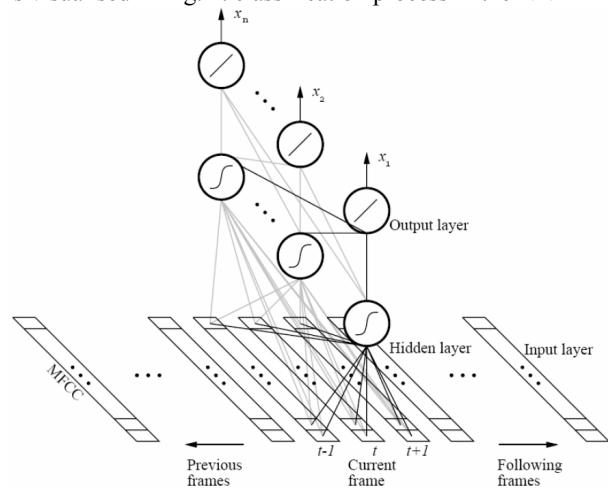 x_n
x_2
x_1
Output layer
Hidden layer
Input layer
MFCC
t-1 t t+1
Previous frames
Current frame
Following frames